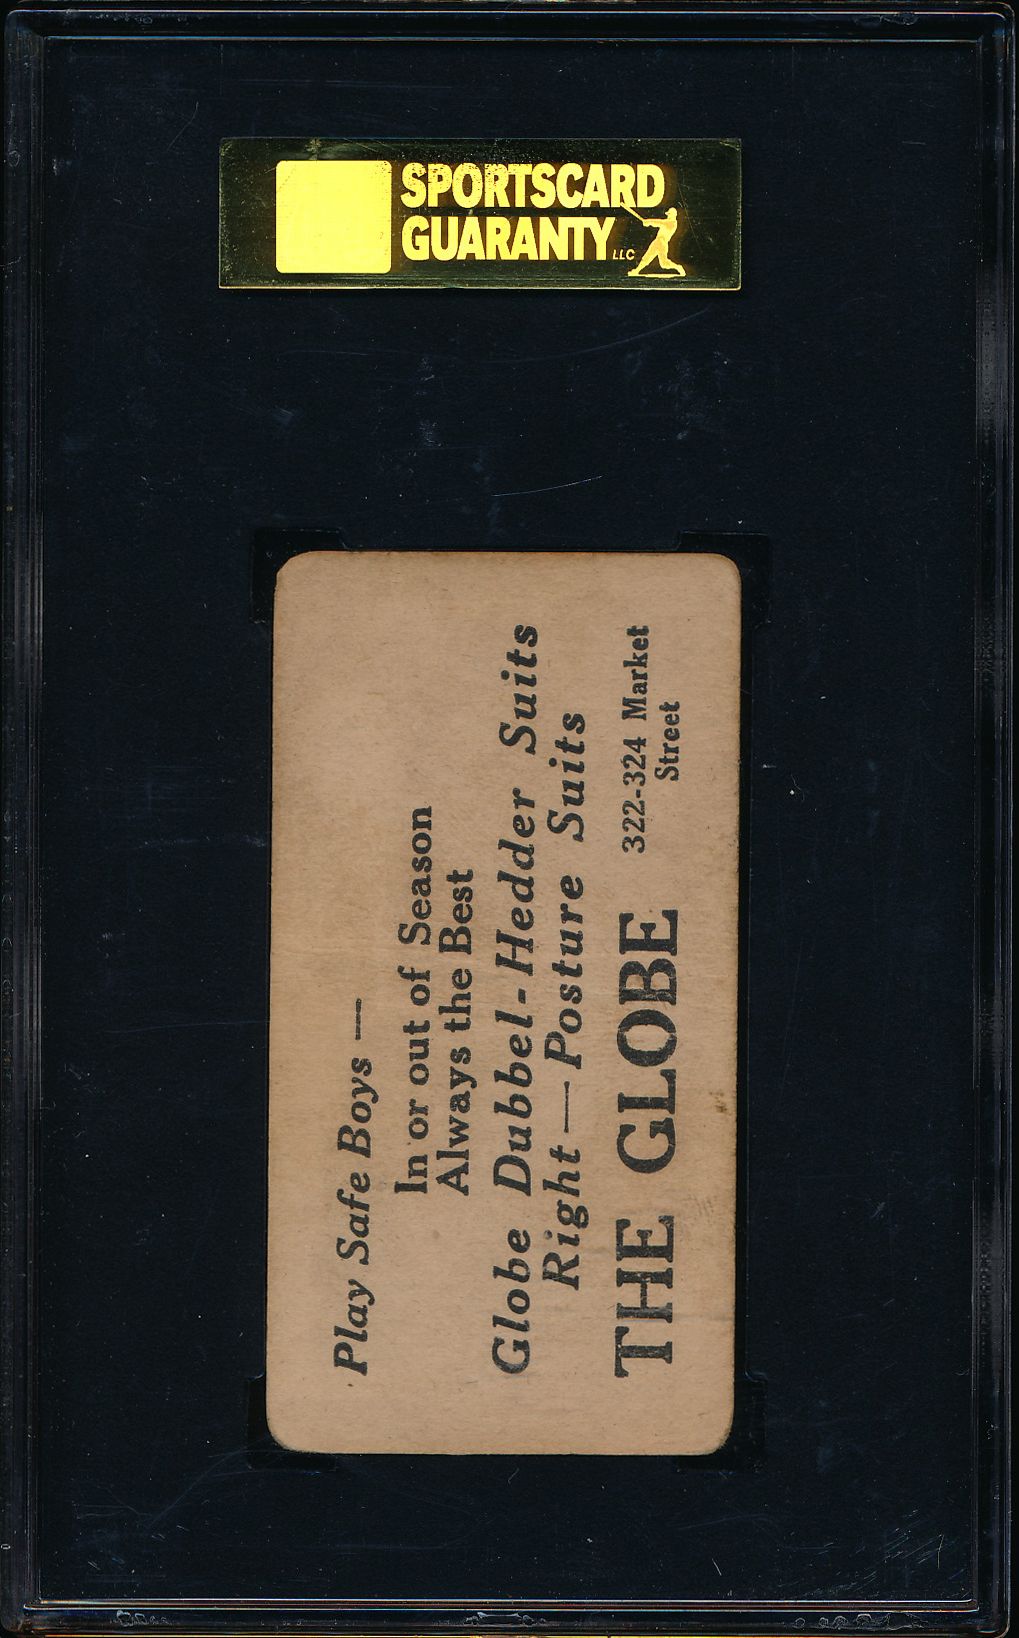 SPORTSCARD
GUARANTY LLC
Play Safe Boys —
In or out of Season
Always the Best
Globe Dubbel-Hedder Suits
Right—Posture Suits
THE GLOBE 322-324 Market
Street